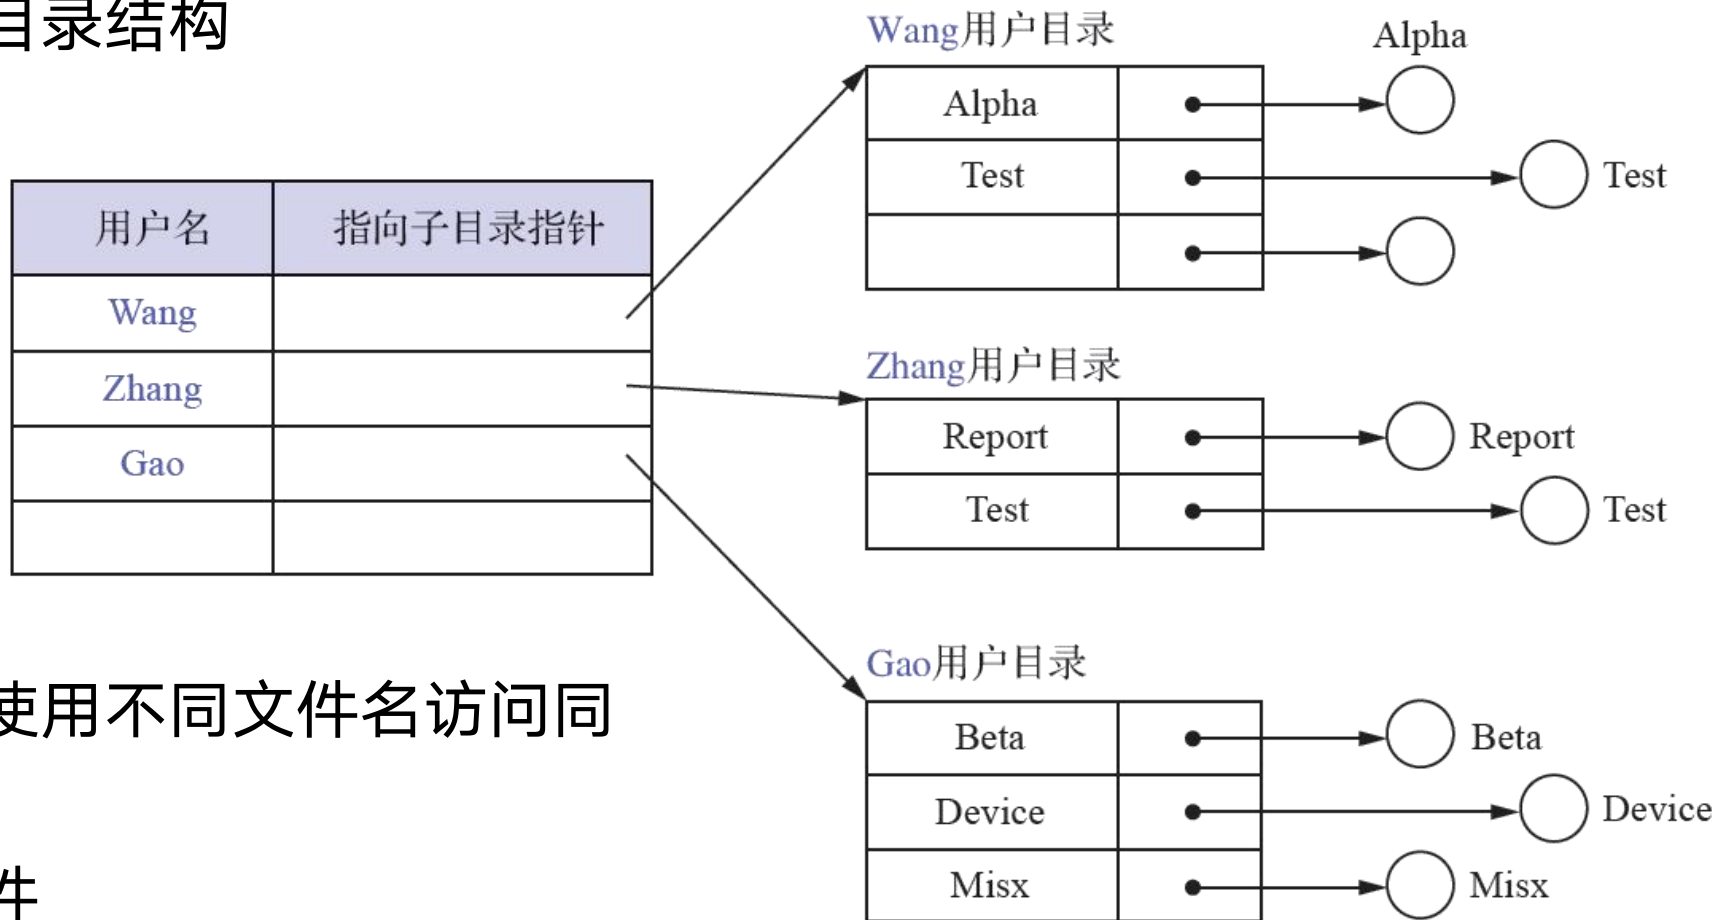 目录结构
用户名 指向子目录指针
Wang
Zhang
Gao
使用不同文件名访问同
件
Wang用户目录
Alpha
Alpha
Test
Test
Zhang用户目录
Report
Report
Test
Test
Gao用户目录
Beta
Beta
Device
Device
Misx
Misx